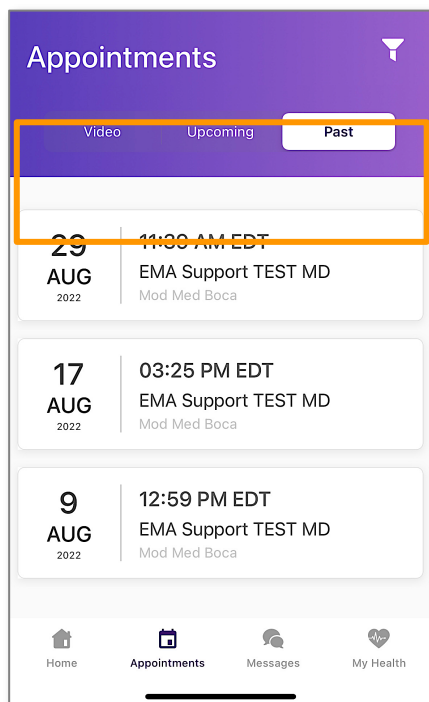 Appointments
Video Upcoming Past
29 AUG 2022
11:39 AM EDT
EMA Support TEST MD
Mod Med Boca
17 AUG 2022
03:25 PM EDT
EMA Support TEST MD
Mod Med Boca
9 AUG 2022
12:59 PM EDT
EMA Support TEST MD
Mod Med Boca
Home Appointments Messages My Health